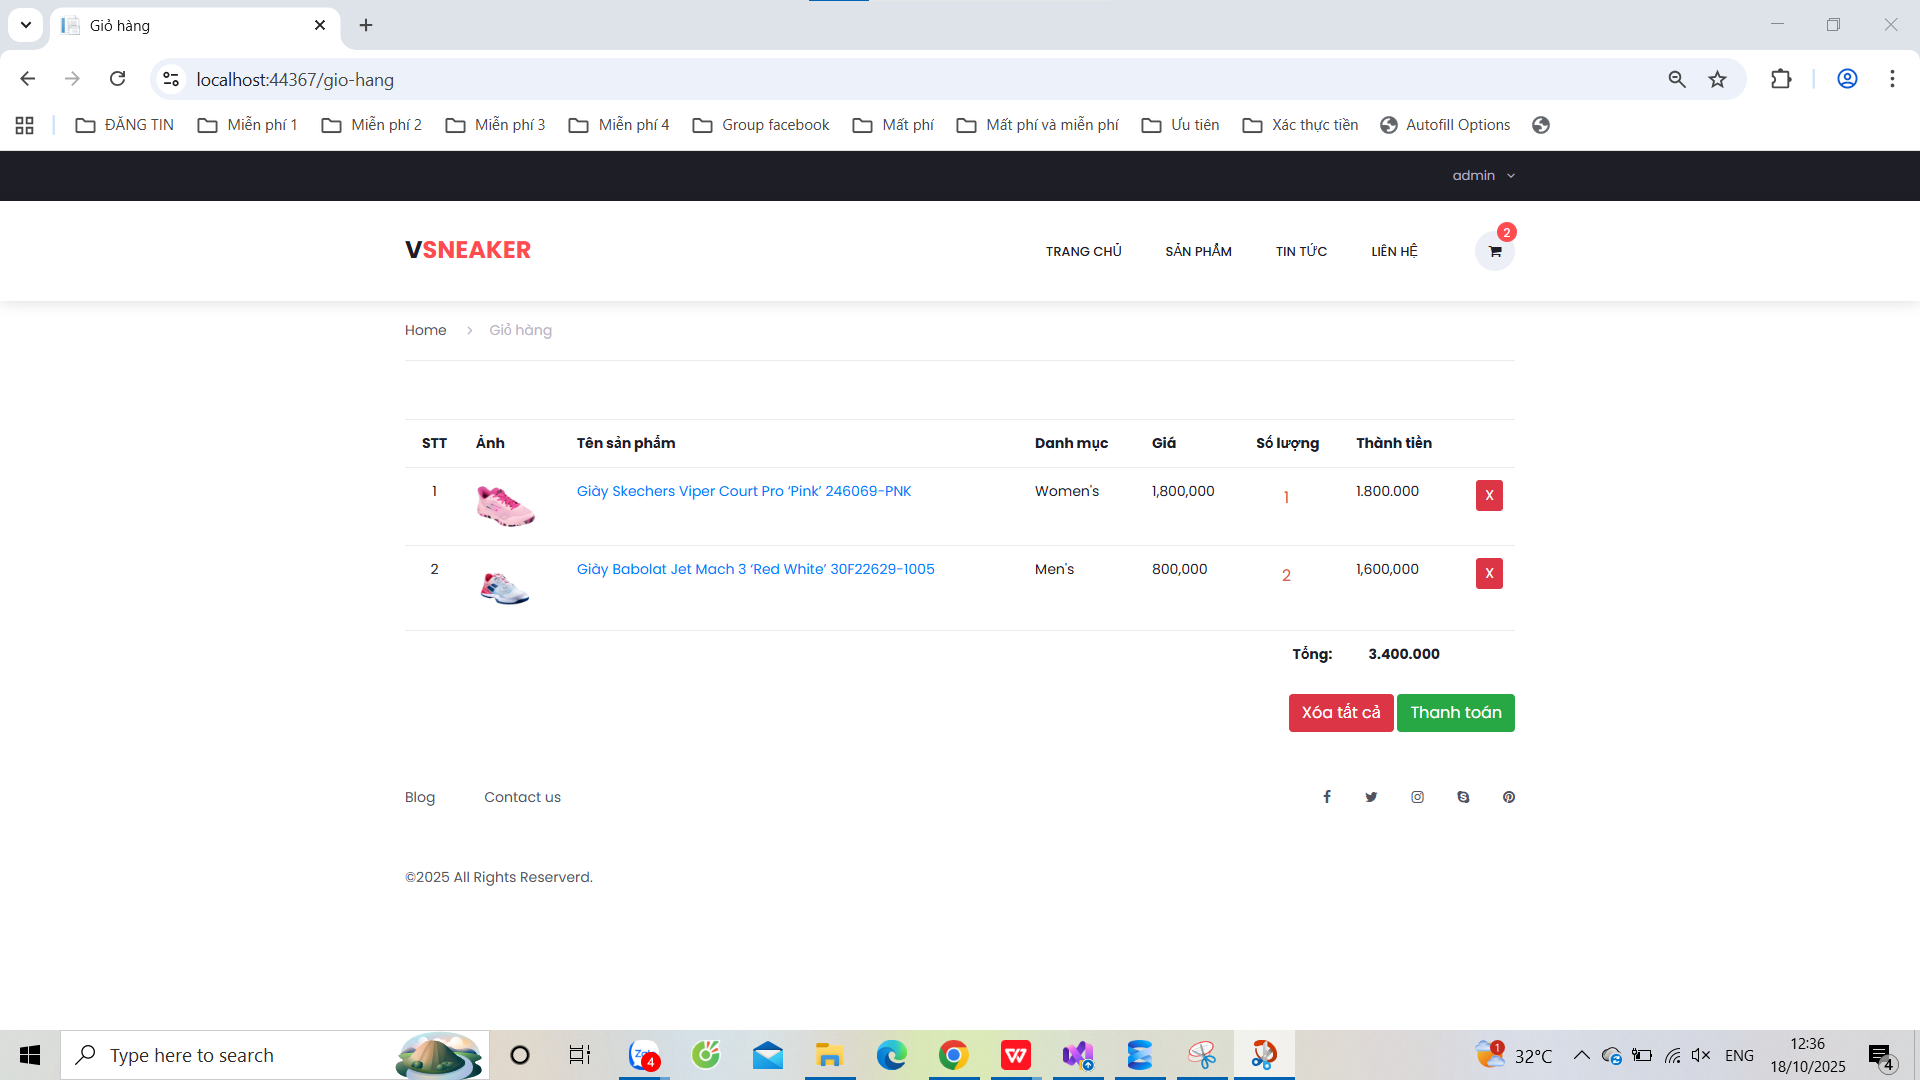 Giỏ hàng
localhost:44367/gio-hang
ĐĂNG TIN Miễn phí 1 Miễn phí 2 Miễn phí 3 Miễn phí 4 Group facebook Mất phí Mất phí và miễn phí Ưu tiên Xác thực tiền Autofill Options
admin
VSNEAKER TRANG CHỦ SẢN PHẨM TIN TỨC LIÊN HỆ 2
Home Giỏ hàng
STT Ảnh Tên sản phẩm Danh mục Giá Số lượng Thành tiền
1 Giày Skechers Viper Court Pro ‘Pink’ 246069-PNK Women's 1,800,000 1 1.800.000 X
2 Giày Babolat Jet Mach 3 ‘Red White’ 30F22629-1005 Men's 800,000 2 1,600,000 X
Tổng: 3.400.000
Xóa tất cả Thanh toán
Blog Contact us
©2025 All Rights Reserverd.
Type here to search 4 1 32°C ENG 12:36
18/10/2025 4